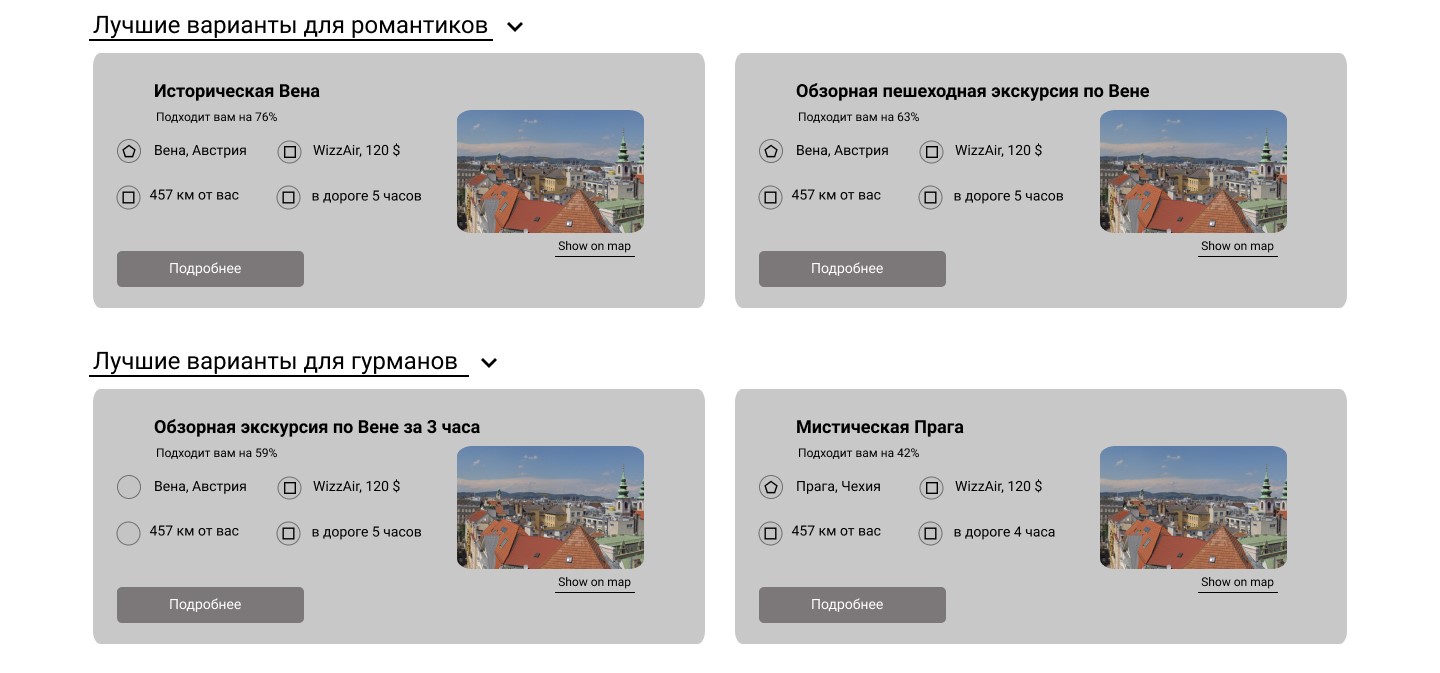 Лучшие варианты для романтиков
Историческая Вена
Подходит вам на 76%
Вена, Австрия
WizzAir, 120 $
457 км от вас
в дороге 5 часов
Show on map
Подробнее
Обзорная пешеходная экскурсия по Вене
Подходит вам на 63%
Вена, Австрия
WizzAir, 120 $
457 км от вас
в дороге 5 часов
Show on map
Подробнее
Лучшие варианты для гурманов
Обзорная экскурсия по Вене за 3 часа
Подходит вам на 59%
Вена, Австрия
WizzAir, 120 $
457 км от вас
в дороге 5 часов
Show on map
Подробнее
Мистическая Прага
Подходит вам на 42%
Прага, Чехия
WizzAir, 120 $
457 км от вас
в дороге 4 часа
Show on map
Подробнее